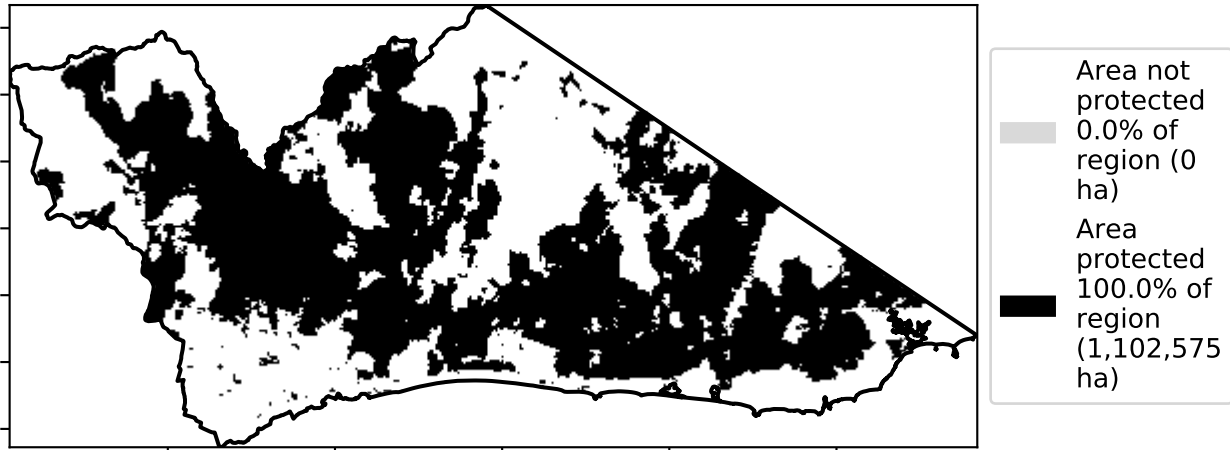 Area not
protected
0.0% of
region (0
ha)
Area
protected
100.0% of
region
(1,102,575
ha)